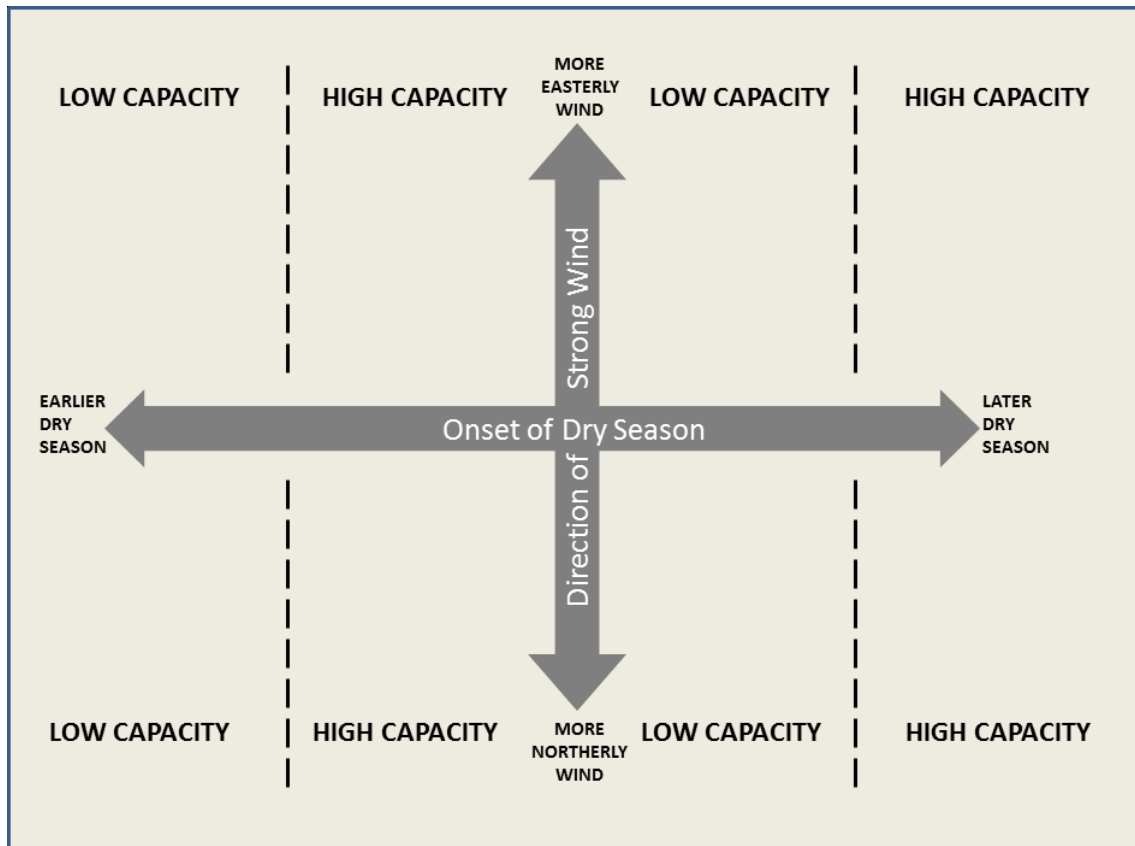 MORE
EASTERLY
WIND
LOW CAPACITY
HIGH CAPACITY
LOW CAPACITY
HIGH CAPACITY
Strong Wind
EARLIER
DRY
SEASON
Onset of Dry Season
LATER
DRY
SEASON
Direction of
LOW CAPACITY
HIGH CAPACITY
MORE
NORTHERLY
WIND
LOW CAPACITY
HIGH CAPACITY